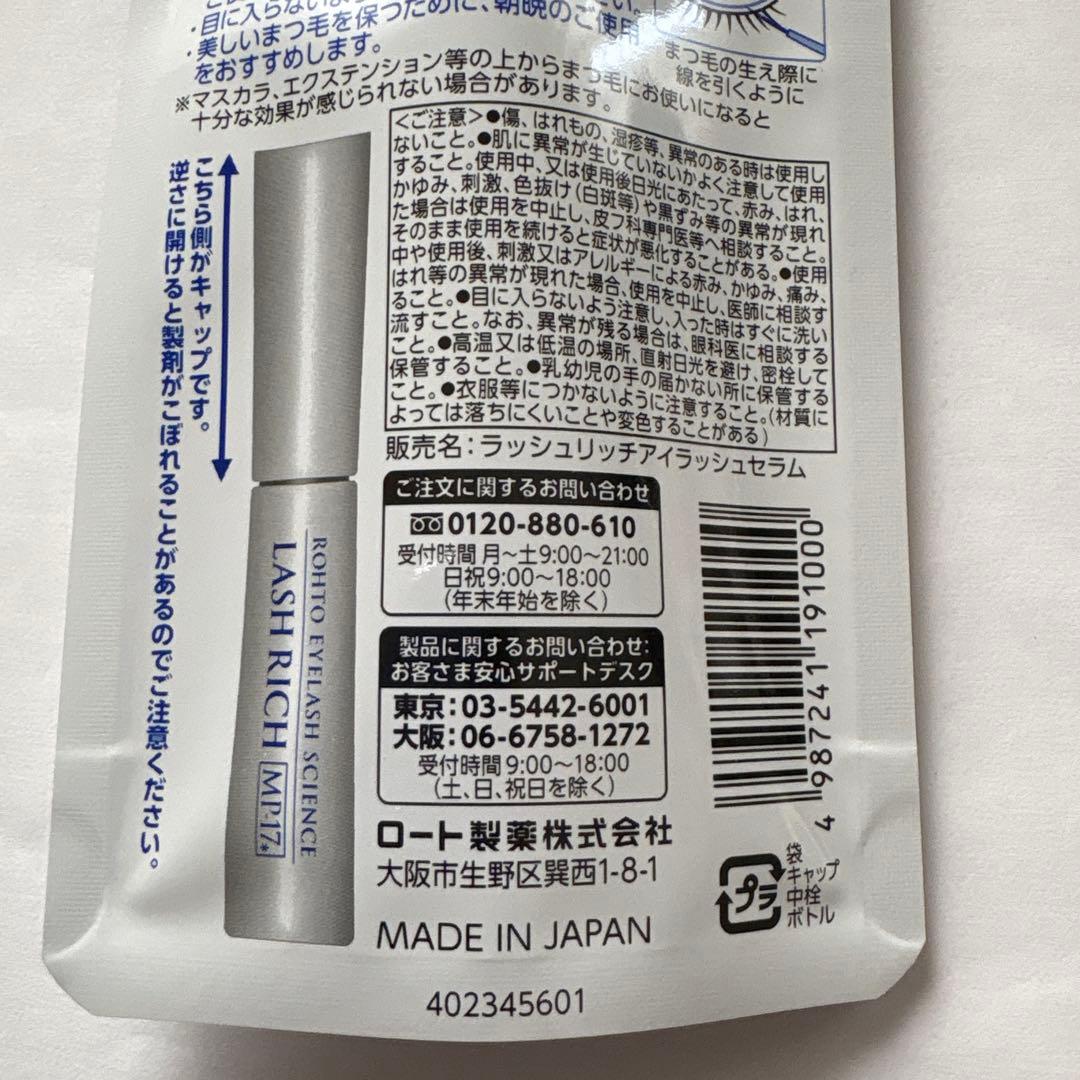 ・目に入らないよ
・美しいまつ毛を保つために、朝晩のご使用
をおすすめします。
※マスカラ、エクステンション等の上からまつ毛にお使いになると
十分な効果が感じられない場合があります。
まつ毛の生え際に
線を引くように
こちら側がキャップです。
逆さに開けると製剤がこぼれることがあるのでご注意ください。
ROHTO EYELASH SCIENCE
LASH RICH MP-17*
<ご注意>●傷、はれもの、湿疹等、異常のある時は使用し
ないこと。●肌に異常が生じていないかよく注意して使用
すること。使用中、又は使用後日光にあたって、赤み、はれ、
かゆみ、刺激、色抜け(白斑等)や黒ずみ等の異常が現れ
た場合は使用を中止し、皮フ科専門医等へ相談すること。
そのまま使用を続けると症状が悪化することがある。●使用
中や使用後、刺激又はアレルギーによる赤み、かゆみ、痛み、
はれ等の異常が現れた場合、使用を中止し、医師に相談す
ること。●目に入らないよう注意し、入った時はすぐに洗い
流すこと。なお、異常が残る場合は、眼科医に相談する
こと。●高温又は低温の場所、直射日光を避け、密栓して
保管すること。●乳幼児の手の届かない所に保管する
こと。●衣服等につかないように注意すること。(材質に
よっては落ちにくいことや変色することがある)
販売名：ラッシュリッチアイラッシュセラム
ご注文に関するお問い合わせ
0120-880-610
受付時間 月～土9:00～21:00
日祝9:00～18:00
(年末年始を除く)
製品に関するお問い合わせ:
お客さま安心サポートデスク
東京：03-5442-6001
大阪：06-6758-1272
受付時間 9:00～18:00
(土、日、祝日を除く)
ロート製薬株式会社
大阪市生野区巽西1-8-1
MADE IN JAPAN
402345601
4 987241 191000
プラ
袋
キャップ
中栓
ボトル